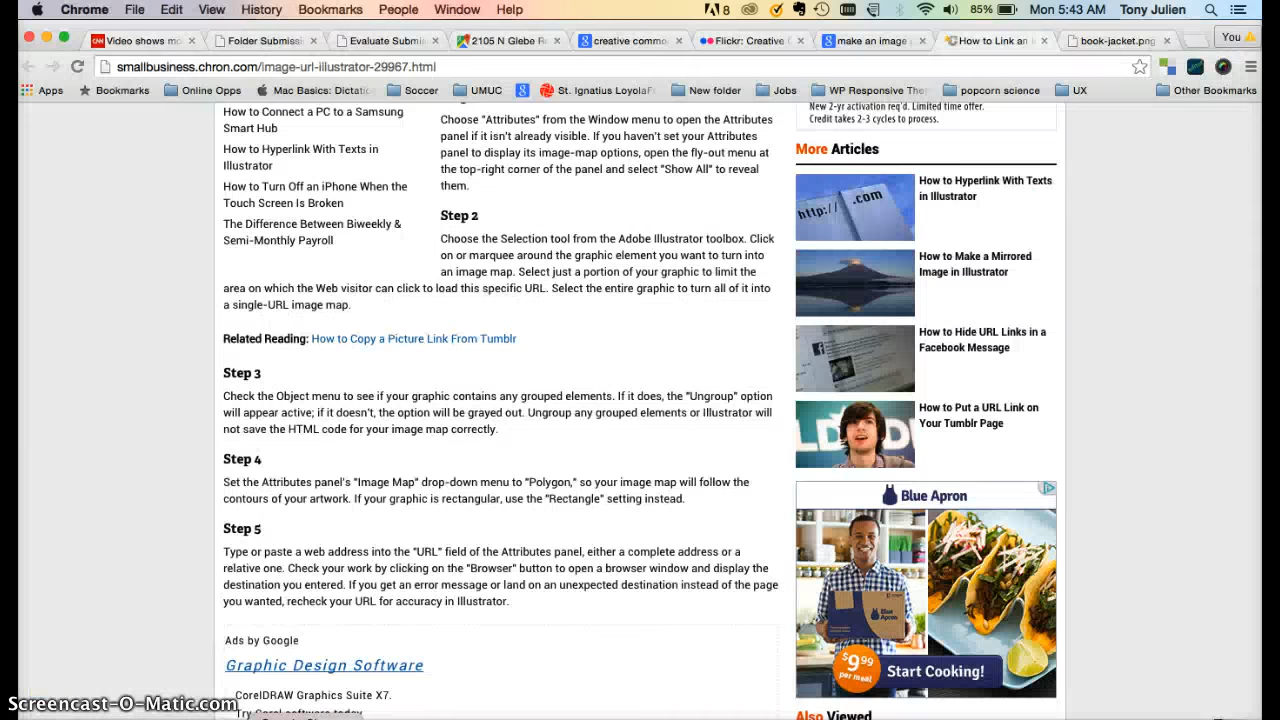 Chrome File Edit View History Bookmarks People Window Help
8 85% Mon 5:43 AM Tony Julien
CNN Video shows mo
Folder Submissi
Evaluate Submis
2105 N Glebe Re
creative commo
Flickr: Creative
make an image
How to Link an I
book-jacket.png
You
smallbusiness.chron.com/image-url-illustrator-29967.html
Apps Bookmarks Online Apps Mac Basics: Dictatic Soccer UMUC St. Ignatius LoyolaF New folder Jobs WP Responsive The popcorn science UX Other Bookmarks
How to Connect a PC to a Samsung
Smart Hub
How to Hyperlink With Texts in
Illustrator
How to Turn Off an iPhone When the
Touch Screen Is Broken
The Difference Between Biweekly &
Semi-Monthly Payroll
Choose "Attributes" from the Window menu to open the Attributes
panel if it isn't already visible. If you haven't set your Attributes
panel to display its image-map options, open the fly-out menu at
the top-right corner of the panel and select "Show All" to reveal
them.
Step 2
Choose the Selection tool from the Adobe Illustrator toolbox. Click
on or marquee around the graphic element you want to turn into
an image map. Select just a portion of your graphic to limit the
area on which the Web visitor can click to load this specific URL. Select the entire graphic to turn all of it into
a single-URL image map.
Related Reading: How to Copy a Picture Link From Tumblr
Step 3
Check the Object menu to see if your graphic contains any grouped elements. If it does, the "Ungroup" option
will appear active; if it doesn't, the option will be grayed out. Ungroup any grouped elements or Illustrator will
not save the HTML code for your image map correctly.
Step 4
Set the Attributes panel's "Image Map" drop-down menu to "Polygon," so your image map will follow the
contours of your artwork. If your graphic is rectangular, use the "Rectangle" setting instead.
Step 5
Type or paste a web address into the "URL" field of the Attributes panel, either a complete address or a
relative one. Check your work by clicking on the "Browser" button to open a browser window and display the
destination you entered. If you get an error message or land on an unexpected destination instead of the page
you wanted, recheck your URL for accuracy in Illustrator.
Ads by Google
Graphic Design Software
CorelDRAW Graphics Suite X7.
Try Corel software today
New 2-yr activation req'd. Limited time offer.
Credit takes 2-3 cycles to process.
More Articles
http:// .com
How to Hyperlink With Texts
in Illustrator
How to Make a Mirrored
Image in Illustrator
How to Hide URL Links in a
Facebook Message
How to Put a URL Link on
Your Tumblr Page
Blue Apron
BLUE APRON
$9.99
per meal
Start Cooking!
Also Viewed
Screencast-O-Matic.com